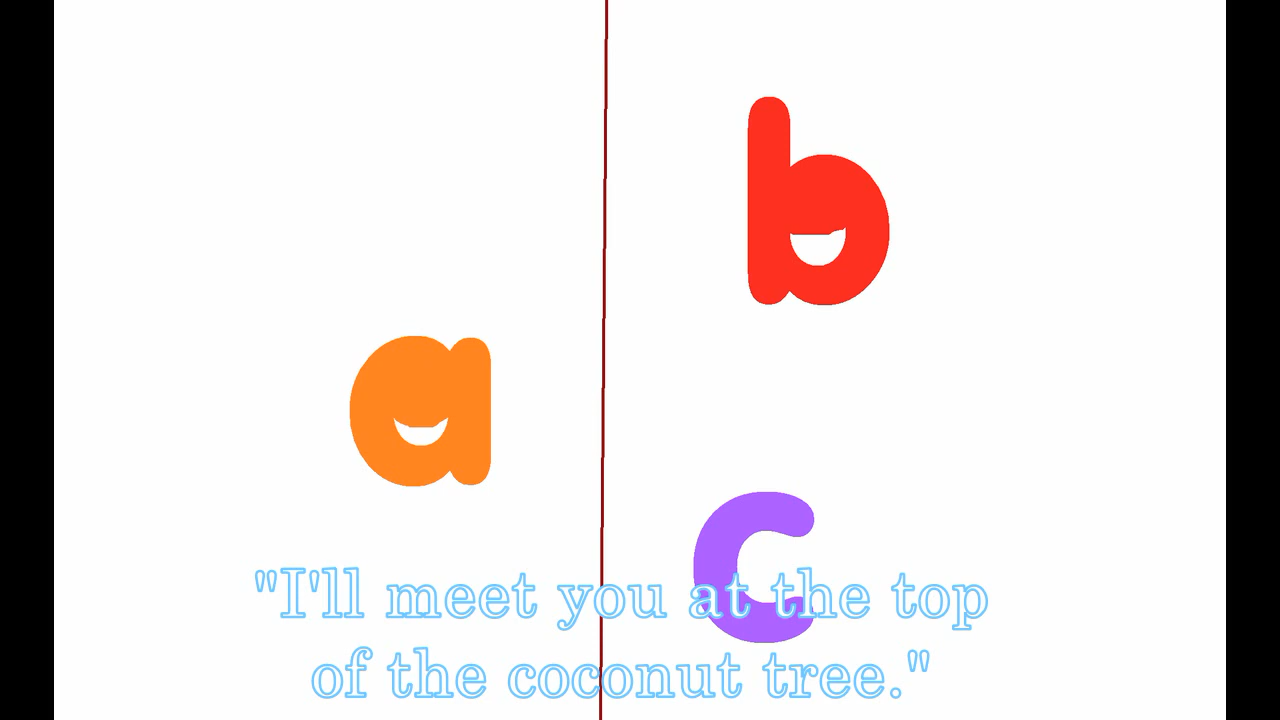 b
a
c
"I'll meet you at the top
of the coconut tree."